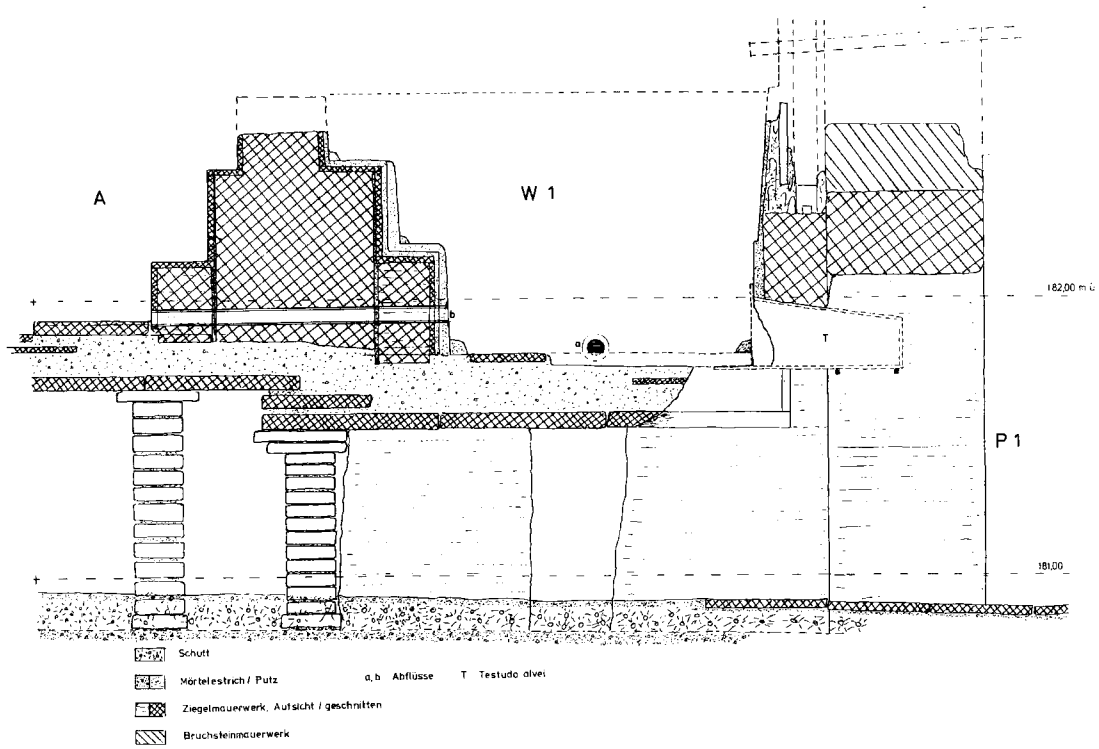 A
W 1
182,00 m ü
b
a
T
P 1
181,00
Schutt
Mörtelestrich / Putz a, b Abflüsse T Testudo alvei
Ziegelmauerwerk, Aufsicht / geschnitten
Bruchsteinmauerwerk